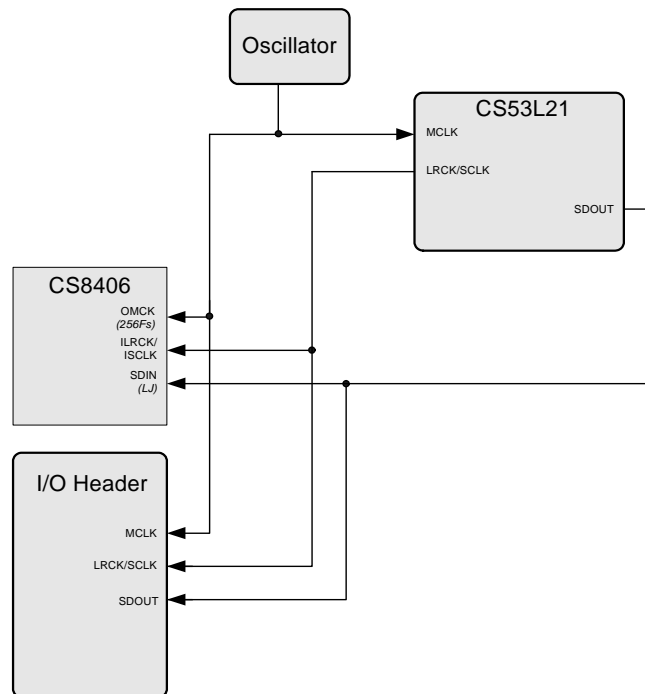 Oscillator
CS53L21
MCLK
LRCK/SCLK
SDOUT
CS8406
OMCK
(256Fs)
ILRCK/
ISCLK
SDIN
(LJ)
I/O Header
MCLK
LRCK/SCLK
SDOUT